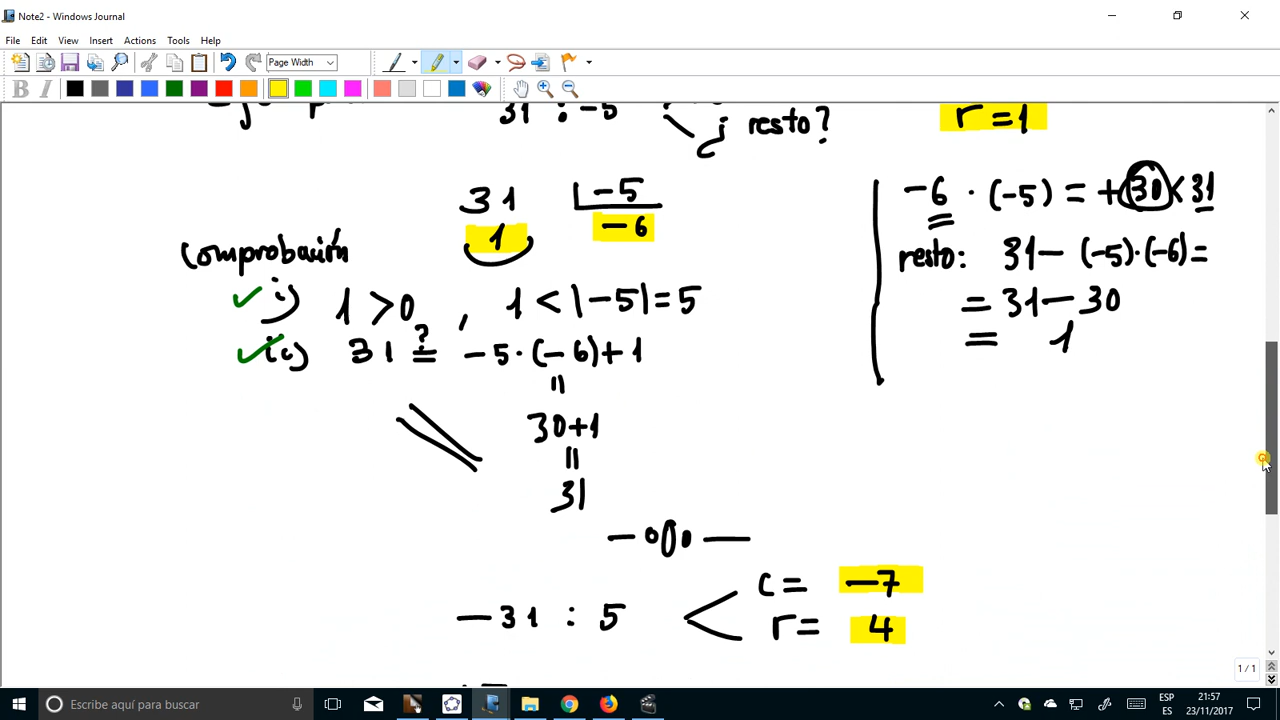 Note2 - Windows Journal
File Edit View Insert Actions Tools Help
Page Width
B I
31 : -5 ¿ resto?
r = 1
31 |-5
1 -6
-6 · (-5) = +30 < 31
resto: 31 - (-5)·(-6) =
= 31 - 30
= 1
Comprobación
✓ i) 1 > 0 , 1 < |-5| = 5
✓ ii) 31 ≟ -5·(-6)+1
=
30+1
=
31
-31 : 5
c = -7
r = 4
1 / 1
Escribe aquí para buscar
ESP
ES
21:57
23/11/2017